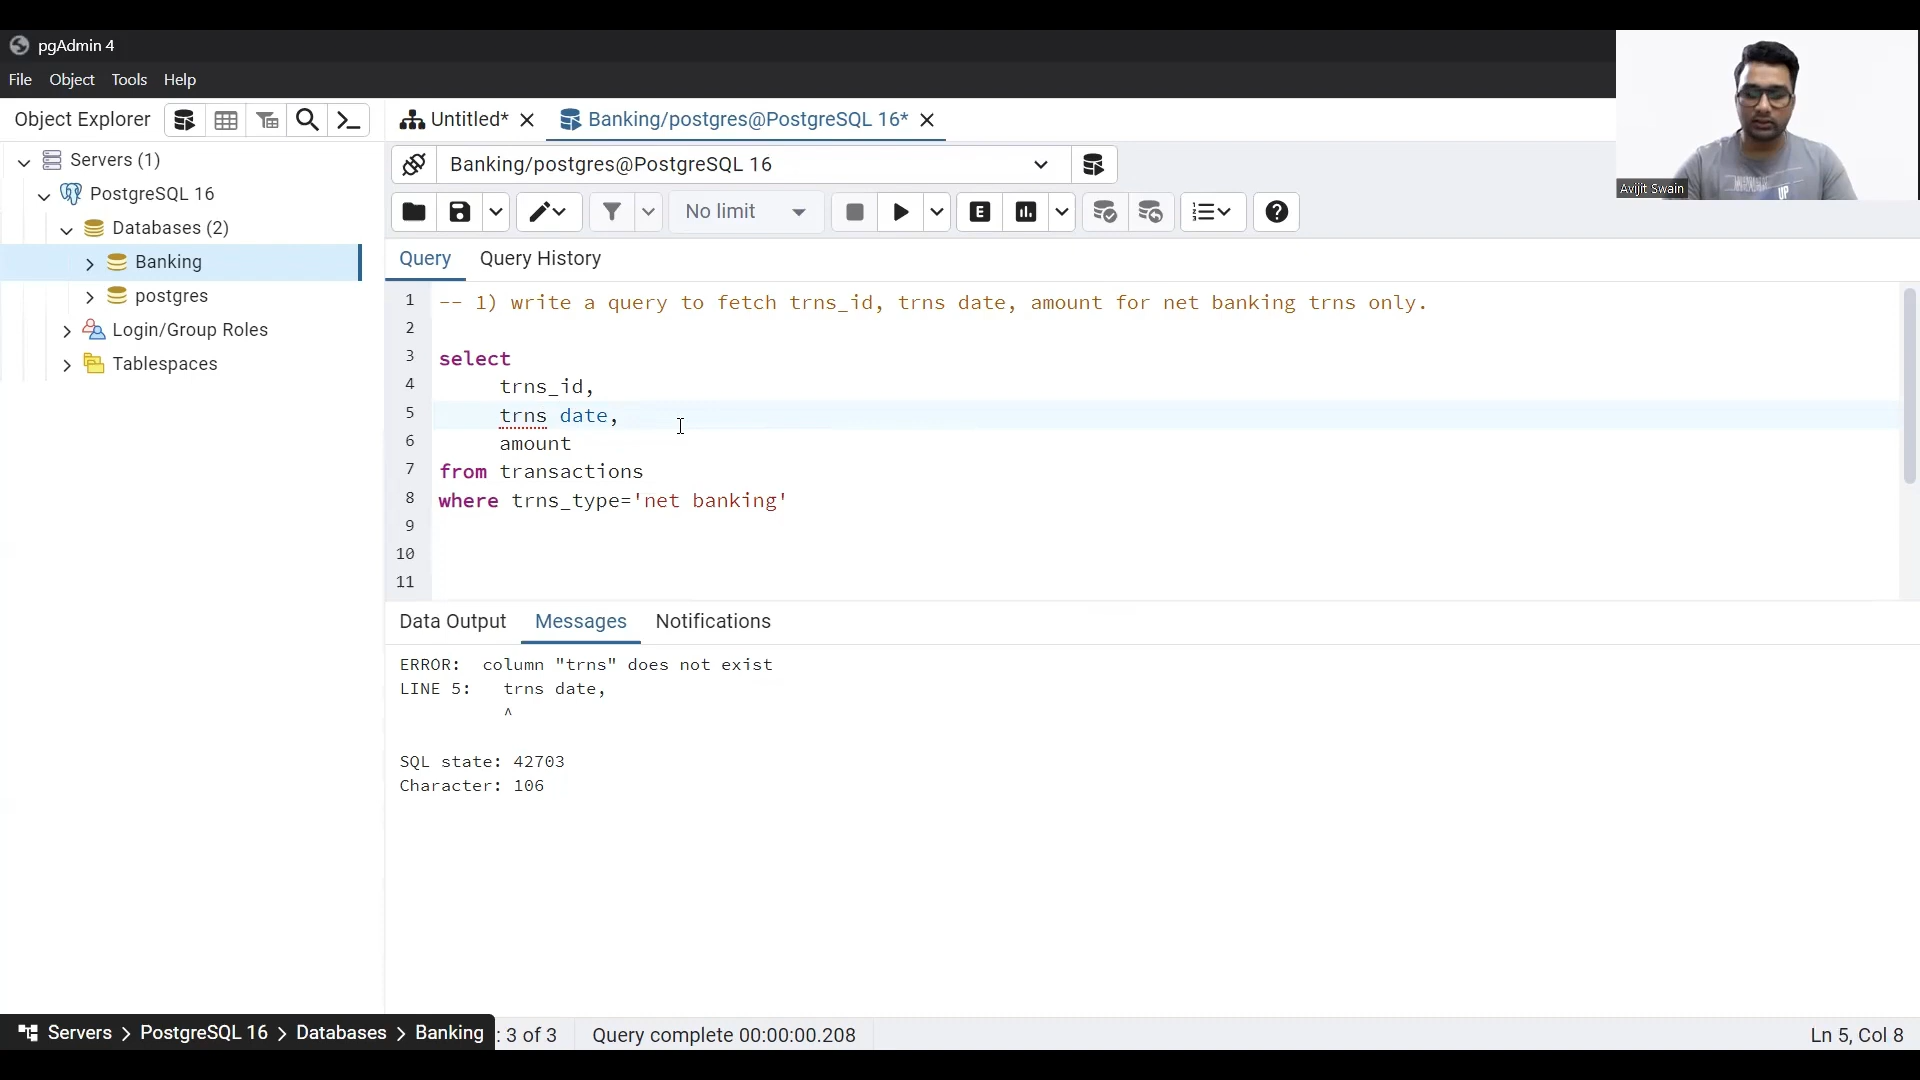 pgAdmin 4
File Object Tools Help
Object Explorer
Untitled*
Banking/postgres@PostgreSQL 16*
Avijit Swain
UP
Servers (1)
PostgreSQL 16
Databases (2)
Banking
postgres
Login/Group Roles
Tablespaces
Banking/postgres@PostgreSQL 16
No limit
E
Query Query History
1 -- 1) write a query to fetch trns_id, trns date, amount for net banking trns only.
2
3 select
4 trns_id,
5 trns date,
6 amount
7 from transactions
8 where trns_type='net banking'
9
10
11
Data Output Messages Notifications
ERROR: column "trns" does not exist
LINE 5: trns date,
^
SQL state: 42703
Character: 106
Servers > PostgreSQL 16 > Databases > Banking
: 3 of 3
Query complete 00:00:00.208
Ln 5, Col 8